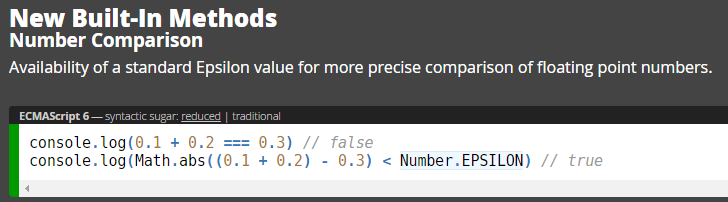 New Built-In Methods
Number Comparison
Availability of a standard Epsilon value for more precise comparison of floating point numbers.
ECMAScript 6 — syntactic sugar: reduced | traditional
console.log(0.1 + 0.2 === 0.3) // false
console.log(Math.abs((0.1 + 0.2) - 0.3) < Number.EPSILON) // true